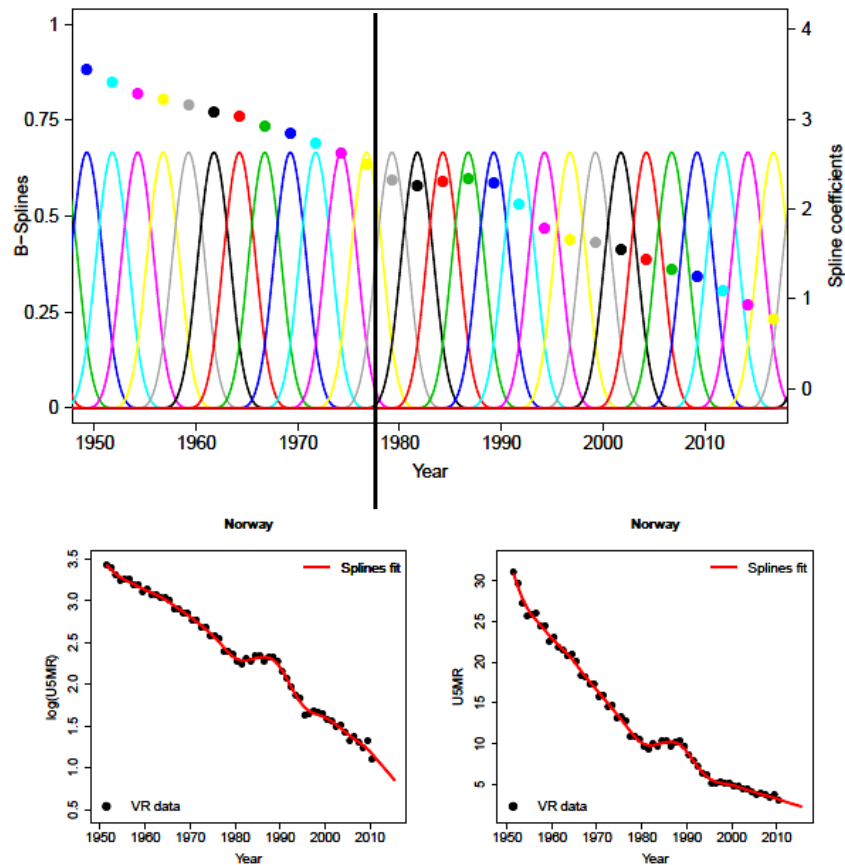 1
0.75
0.5
0.25
0
B-Splines
4
3
2
1
0
Spline coefficients
1950 1960 1970 1980 1990 2000 2010
Year
Norway
3.5
3.0
2.5
2.0
1.5
1.0
0.5
log(U5MR)
Splines fit
VR data
1950 1960 1970 1980 1990 2000 2010
Year
Norway
30
25
20
15
10
5
U5MR
Splines fit
VR data
1950 1960 1970 1980 1990 2000 2010
Year